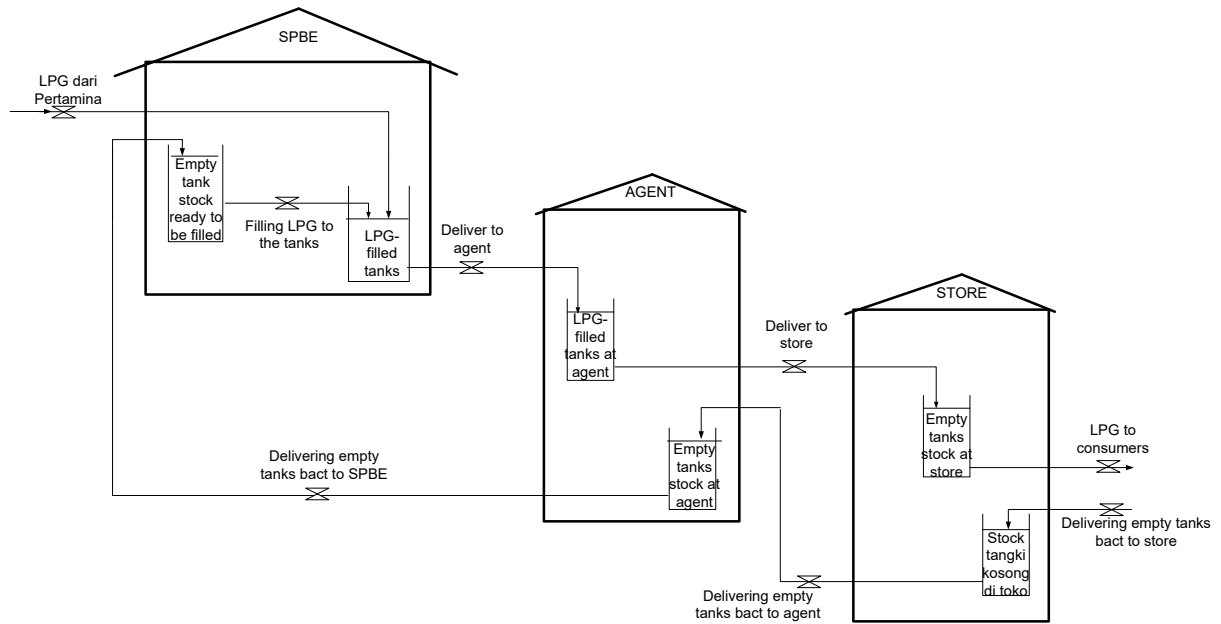 SPBE
LPG dari
Pertamina
Empty
tank
stock
ready to
be filled
Filling LPG to
the tanks
LPG-
filled
tanks
Deliver to
agent
AGENT
LPG-
filled
tanks at
agent
Empty
tanks
stock at
agent
Delivering empty
tanks bact to SPBE
Deliver to
store
STORE
Empty
tanks
stock at
store
LPG to
consumers
Delivering empty tanks
bact to store
Stock
tangki
kosong
di toko
Delivering empty
tanks bact to agent